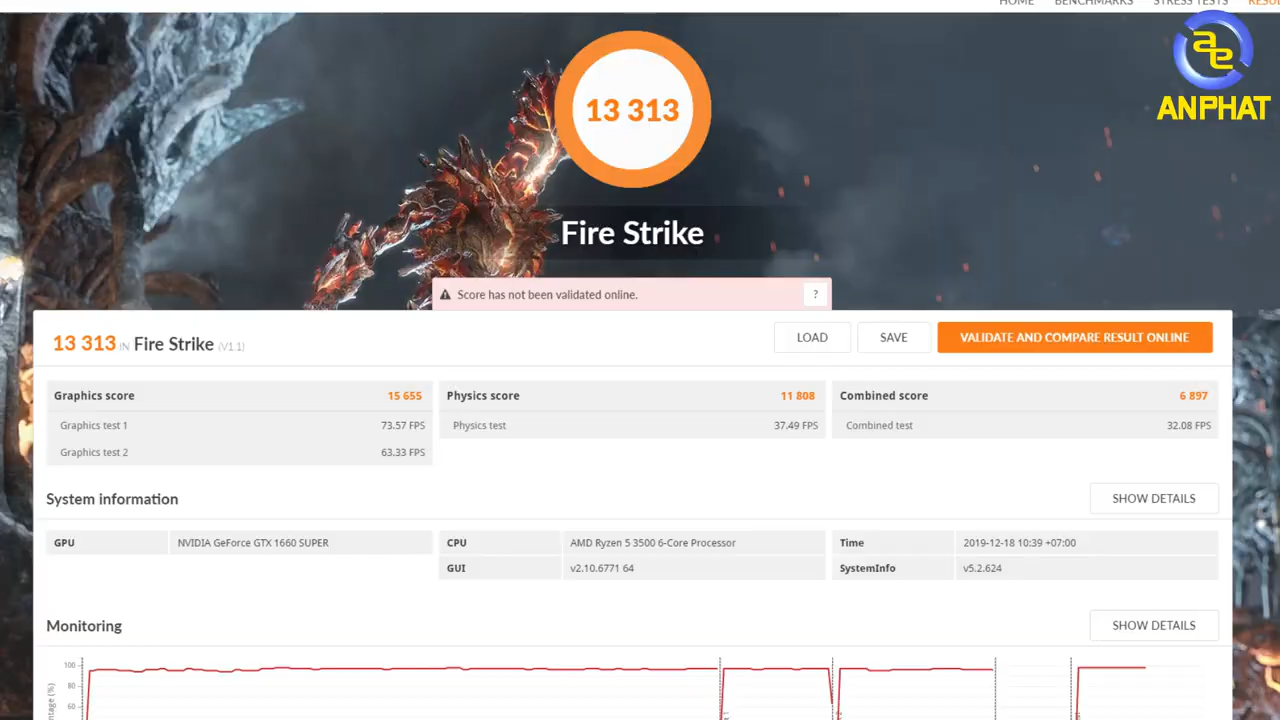 HOME BENCHMARKS STRESS TESTS
ae
ANPHAT
13 313
Fire Strike
Score has not been validated online. ?
13 313 IN Fire Strike (V1.1) LOAD SAVE VALIDATE AND COMPARE RESULT ONLINE
Graphics score 15 655
Graphics test 1 73.57 FPS
Graphics test 2 63.33 FPS
Physics score 11 808
Physics test 37.49 FPS
Combined score 6 897
Combined test 32.08 FPS
System information SHOW DETAILS
GPU NVIDIA GeForce GTX 1660 SUPER
CPU AMD Ryzen 5 3500 6-Core Processor
GUI v2.10.6771 64
Time 2019-12-18 10:39 +07:00
SystemInfo v5.2.624
Monitoring SHOW DETAILS
100
80
60